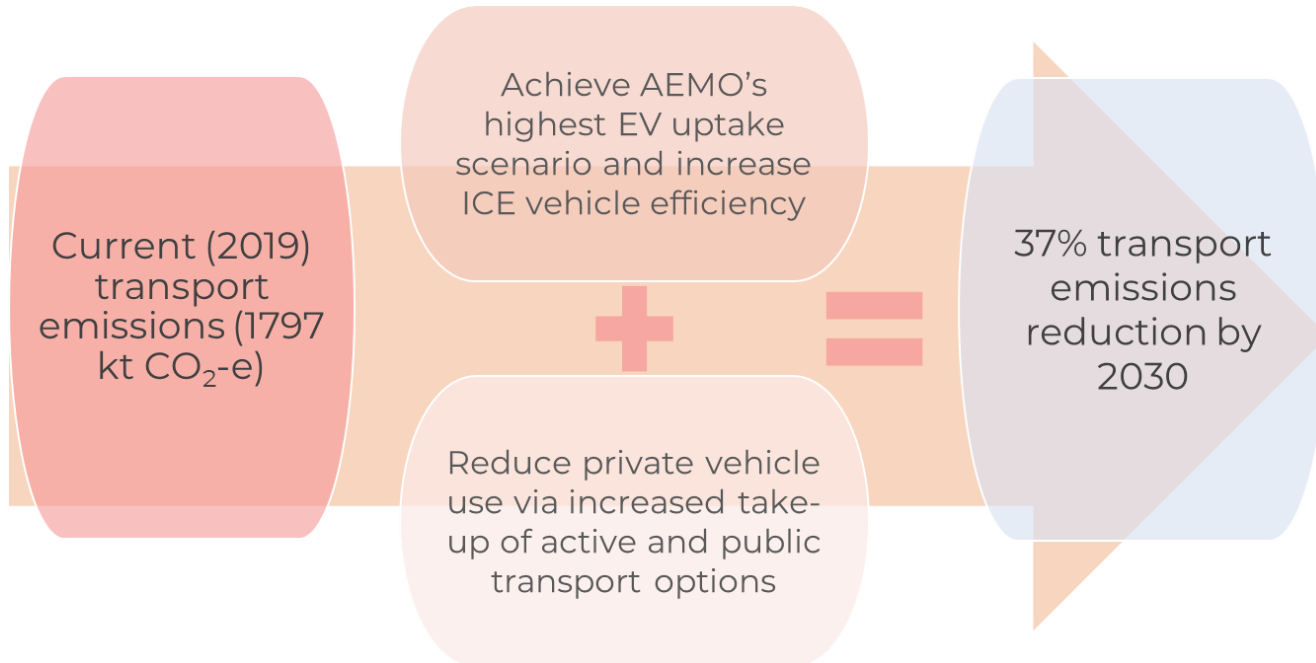 Current (2019)
transport
emissions (1797
kt CO₂-e)
Achieve AEMO's
highest EV uptake
scenario and increase
ICE vehicle efficiency
+
Reduce private vehicle
use via increased take-
up of active and public
transport options
=
37% transport
emissions
reduction by
2030